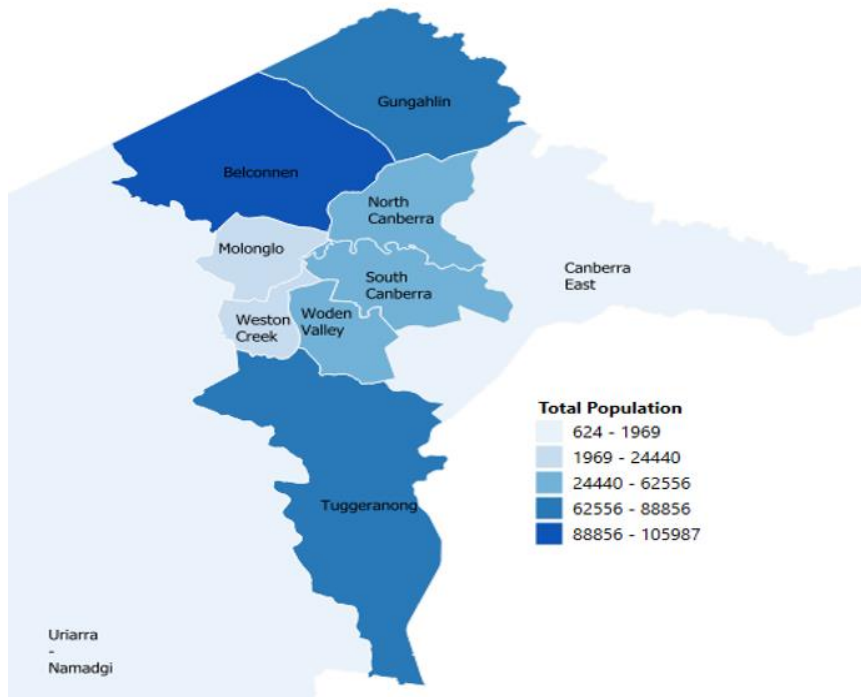 Gungahlin
Belconnen
North
Canberra
Molonglo
South
Canberra
Canberra
East
Weston
Creek
Woden
Valley
Total Population
624 - 1969
1969 - 24440
24440 - 62556
62556 - 88856
88856 - 105987
Tuggeranong
Uriarra
-
Namadgi